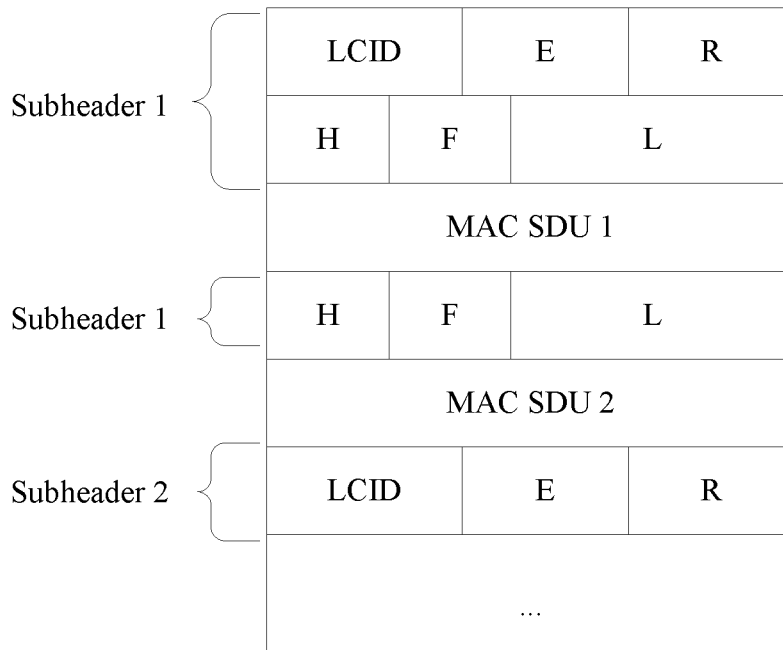 LCID E R
Subheader 1
H F L
MAC SDU 1
Subheader 1 H F L
MAC SDU 2
Subheader 2 LCID E R
...